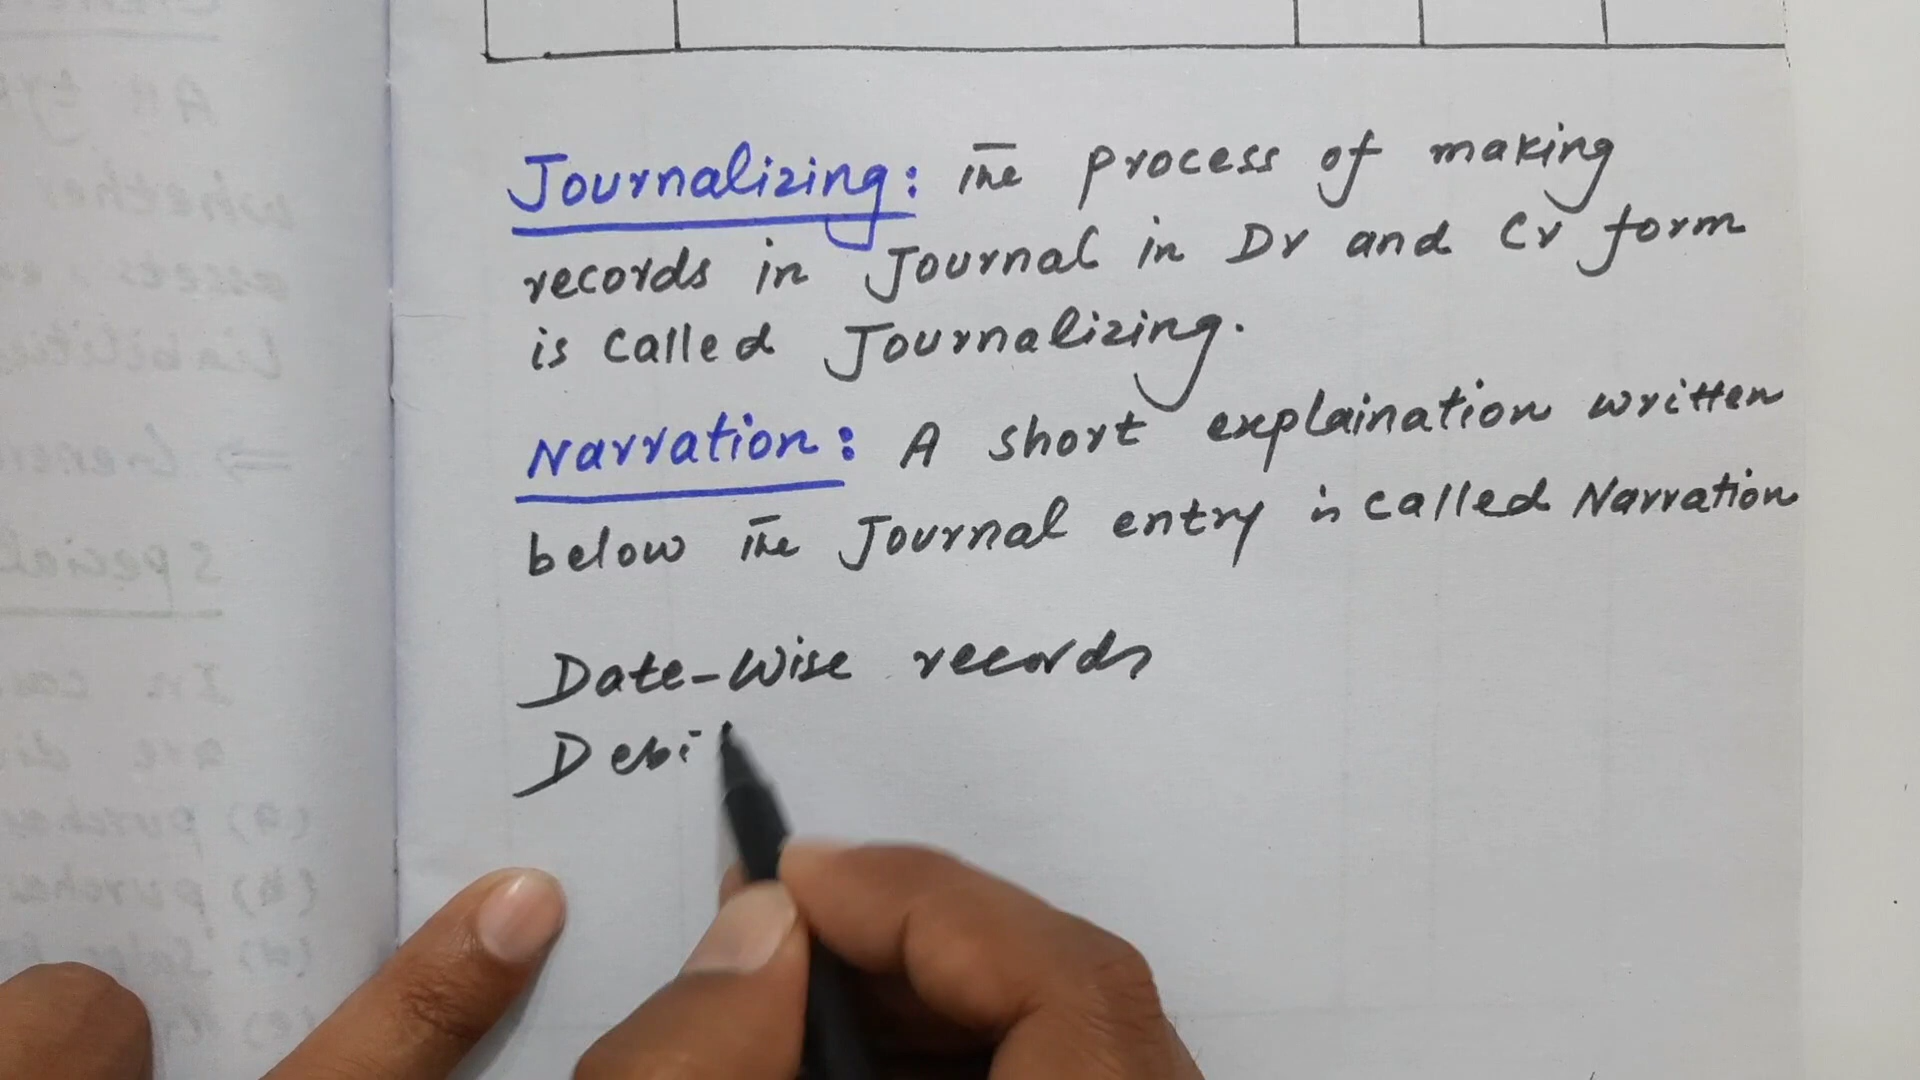 Journalizing: The process of making
records in Journal in Dr and Cr form
is called Journalizing.
Narration: A short explaination written
below the Journal entry is called Narration
Date-Wise records
Debi